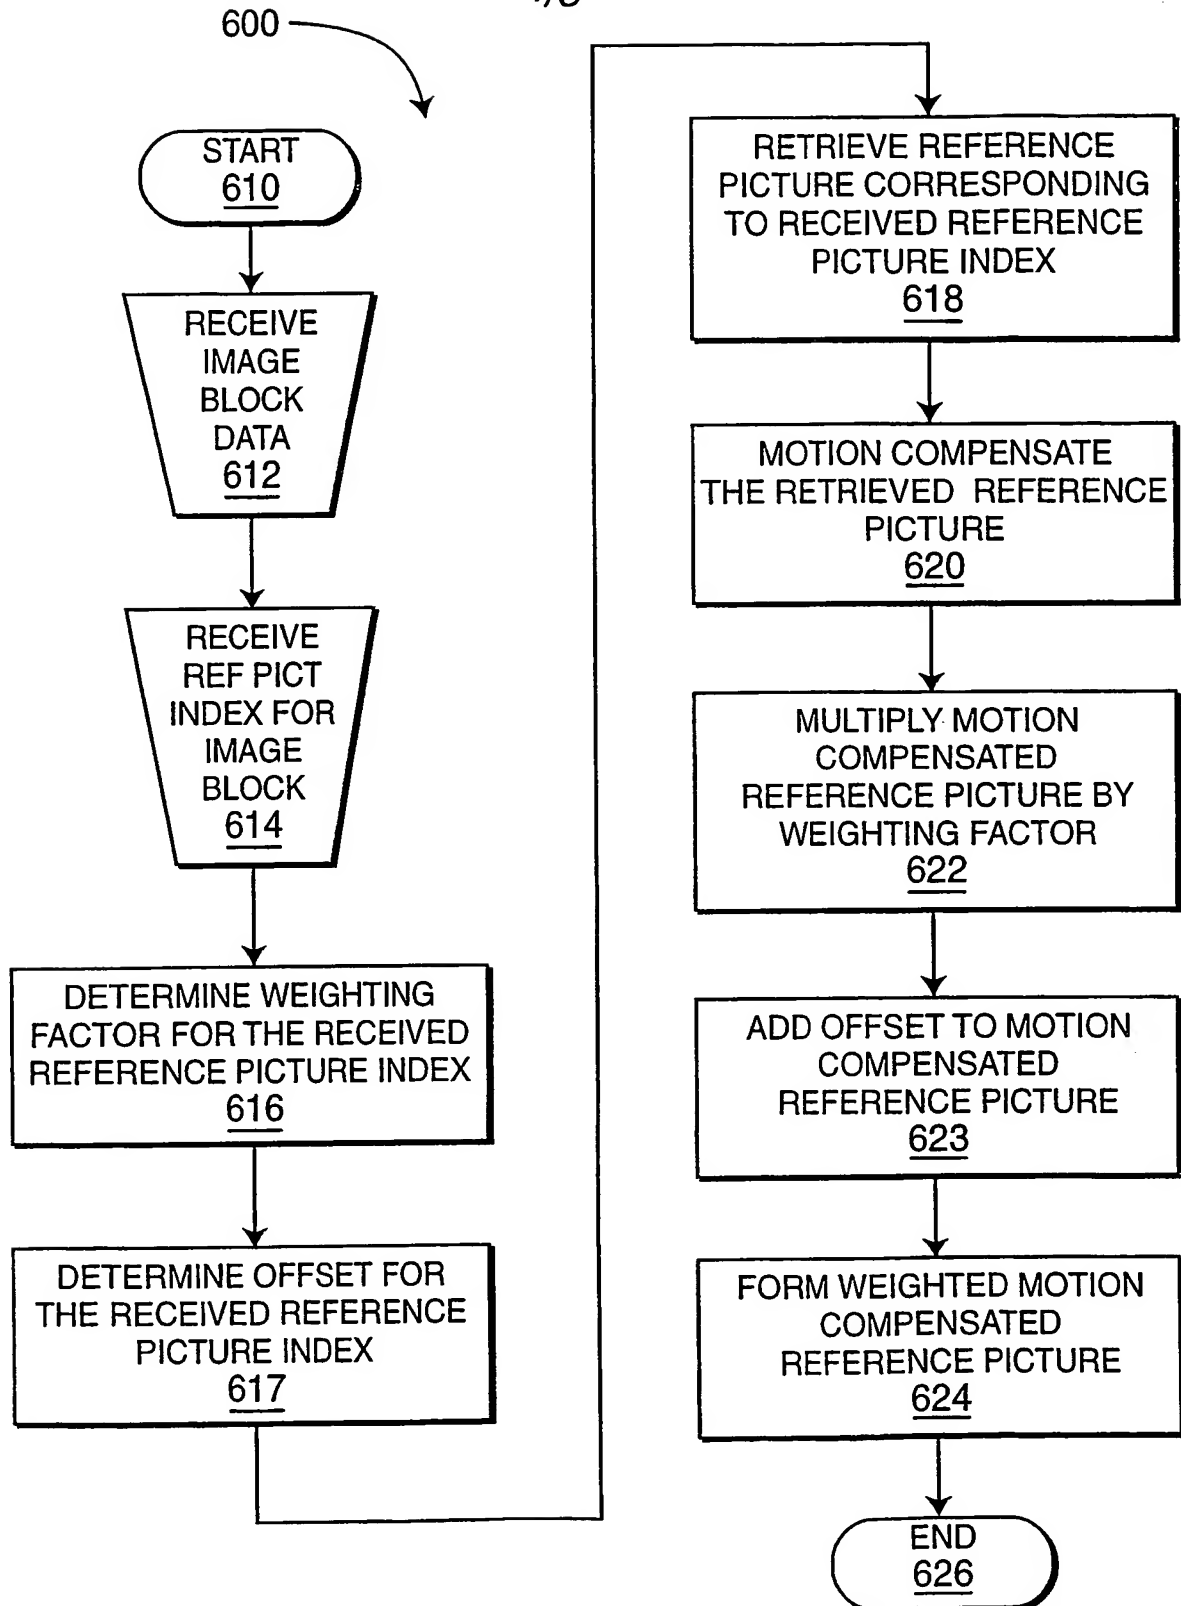 600
START
610
RECEIVE
IMAGE
BLOCK
DATA
612
RECEIVE
REF PICT
INDEX FOR
IMAGE
BLOCK
614
DETERMINE WEIGHTING
FACTOR FOR THE RECEIVED
REFERENCE PICTURE INDEX
616
DETERMINE OFFSET FOR
THE RECEIVED REFERENCE
PICTURE INDEX
617
RETRIEVE REFERENCE
PICTURE CORRESPONDING
TO RECEIVED REFERENCE
PICTURE INDEX
618
MOTION COMPENSATE
THE RETRIEVED REFERENCE
PICTURE
620
MULTIPLY MOTION
COMPENSATED
REFERENCE PICTURE BY
WEIGHTING FACTOR
622
ADD OFFSET TO MOTION
COMPENSATED
REFERENCE PICTURE
623
FORM WEIGHTED MOTION
COMPENSATED
REFERENCE PICTURE
624
END
626